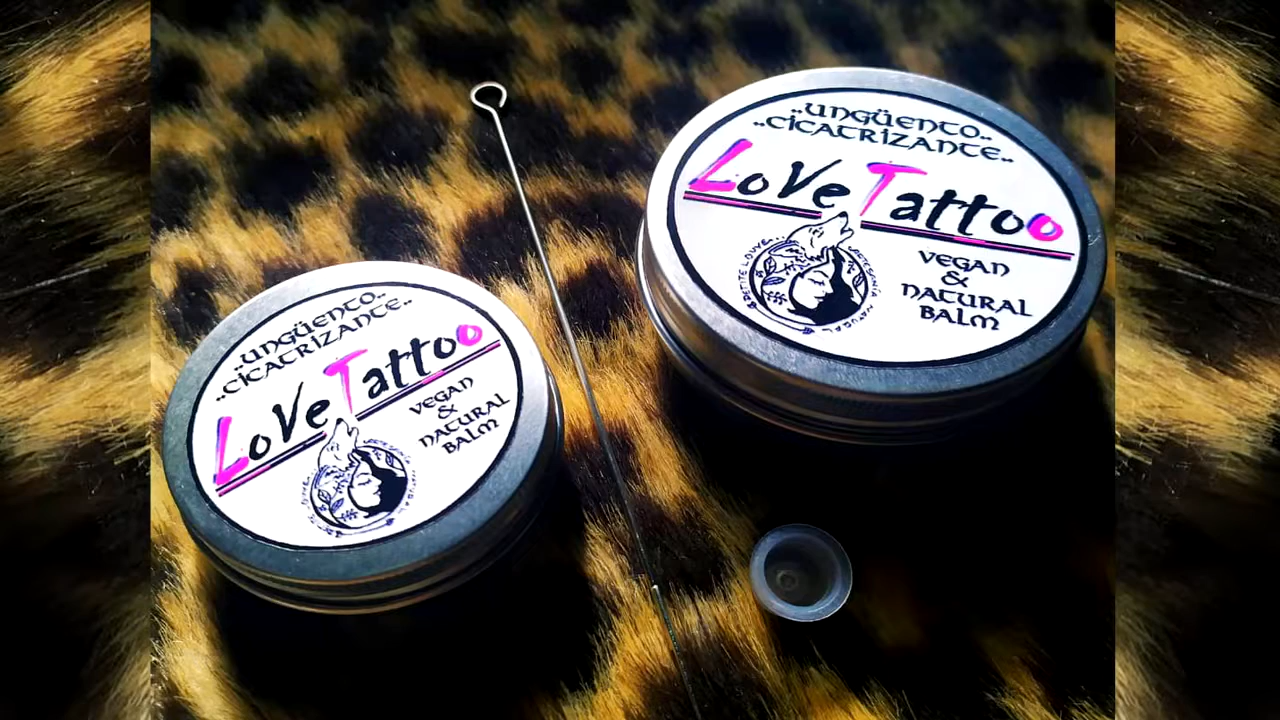 ..UNGÜENTO..
..CICATRIZANTE..
LoVe Tattoo
VEGAN
&
NATURAL
BALM
..UNGÜENTO..
..CICATRIZANTE..
LoVe Tattoo
VEGAN
&
NATURAL
BALM